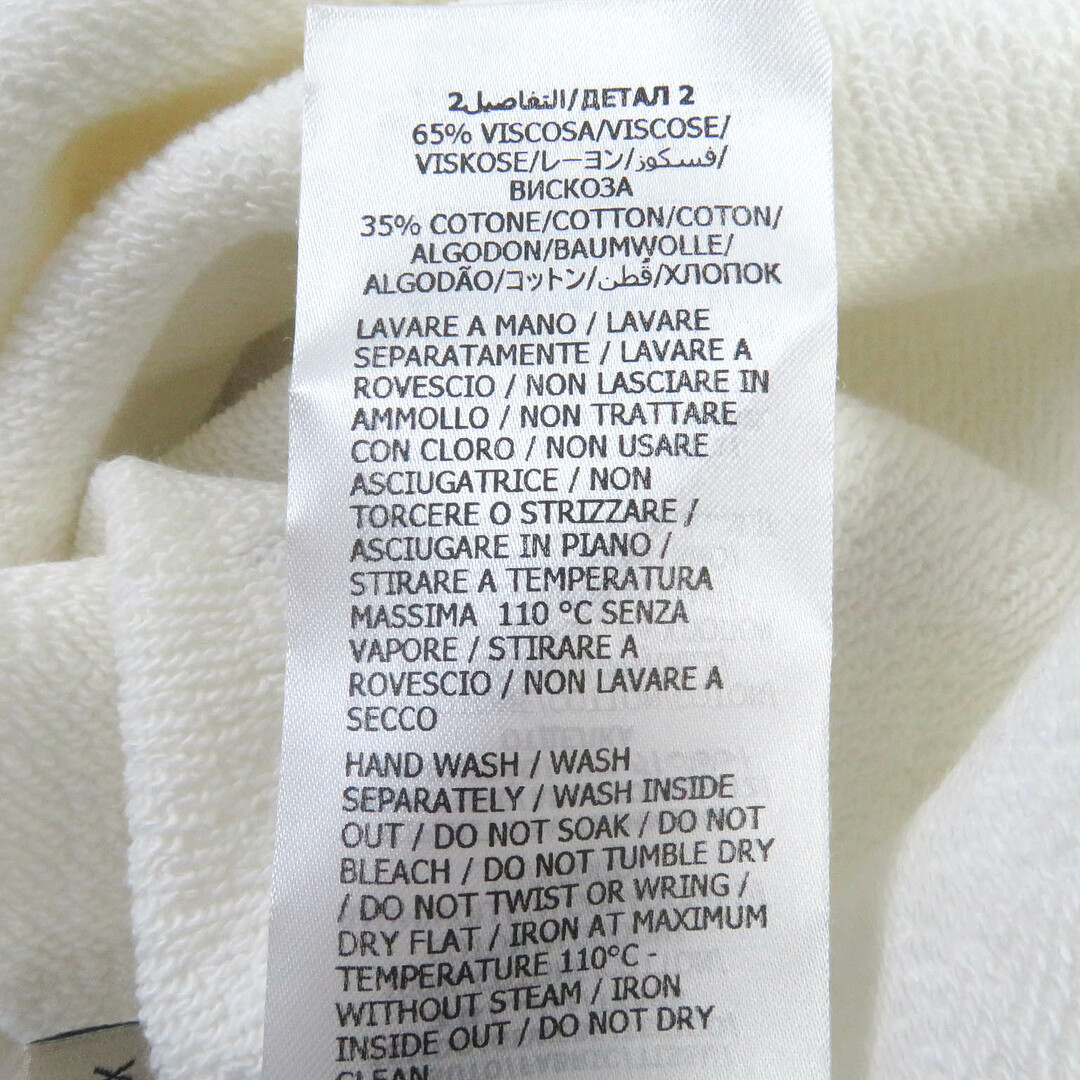 التفاصيل2/ДЕТАЛ 2
65% VISCOSA/VISCOSE/
VISKOSE/レーヨン/فسكوز/
ВИСКОЗА
35% COTONE/COTTON/COTON/
ALGODON/BAUMWOLLE/
ALGODÃO/コットン/قُطن/ХЛОПОК
LAVARE A MANO / LAVARE
SEPARATAMENTE / LAVARE A
ROVESCIO / NON LASCIARE IN
AMMOLLO / NON TRATTARE
CON CLORO / NON USARE
ASCIUGATRICE / NON
TORCERE O STRIZZARE /
ASCIUGARE IN PIANO /
STIRARE A TEMPERATURA
MASSIMA 110 °C SENZA
VAPORE / STIRARE A
ROVESCIO / NON LAVARE A
SECCO
HAND WASH / WASH
SEPARATELY / WASH INSIDE
OUT / DO NOT SOAK / DO NOT
BLEACH / DO NOT TUMBLE DRY
/ DO NOT TWIST OR WRING /
DRY FLAT / IRON AT MAXIMUM
TEMPERATURE 110°C -
WITHOUT STEAM / IRON
INSIDE OUT / DO NOT DRY
CLEAN
X